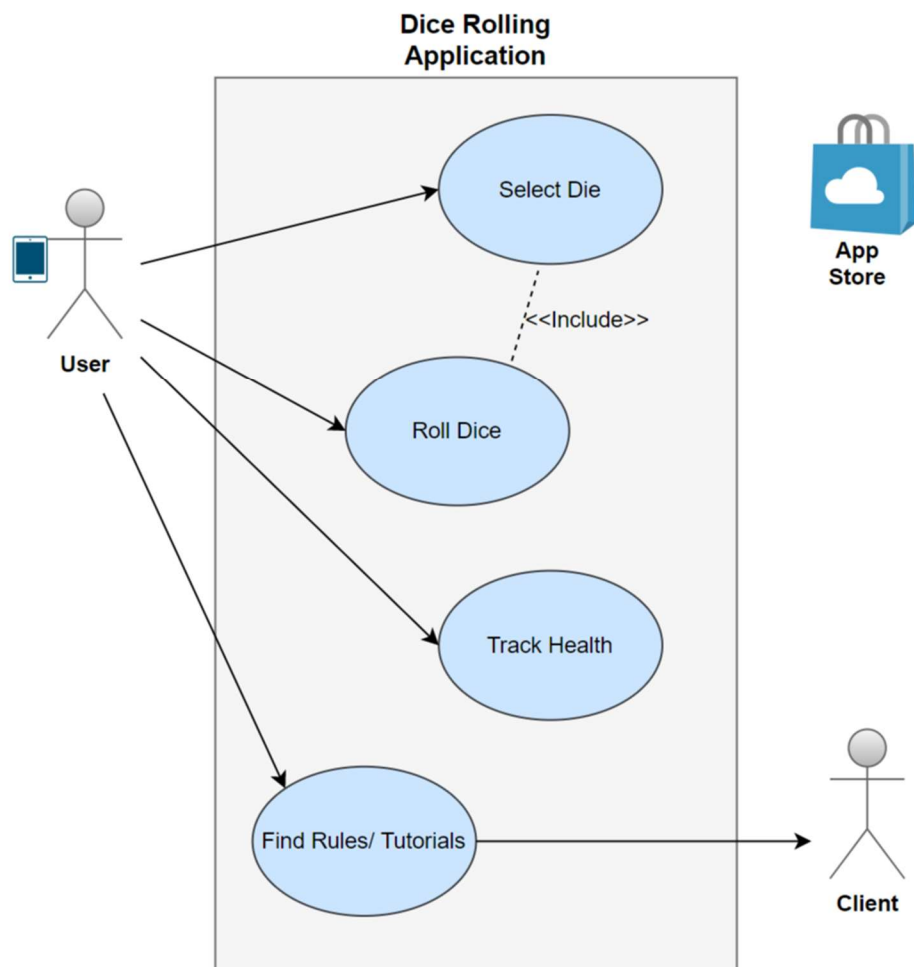 Dice Rolling
Application
Select Die
App
Store
<<Include>>
User
Roll Dice
Track Health
Find Rules/ Tutorials
Client